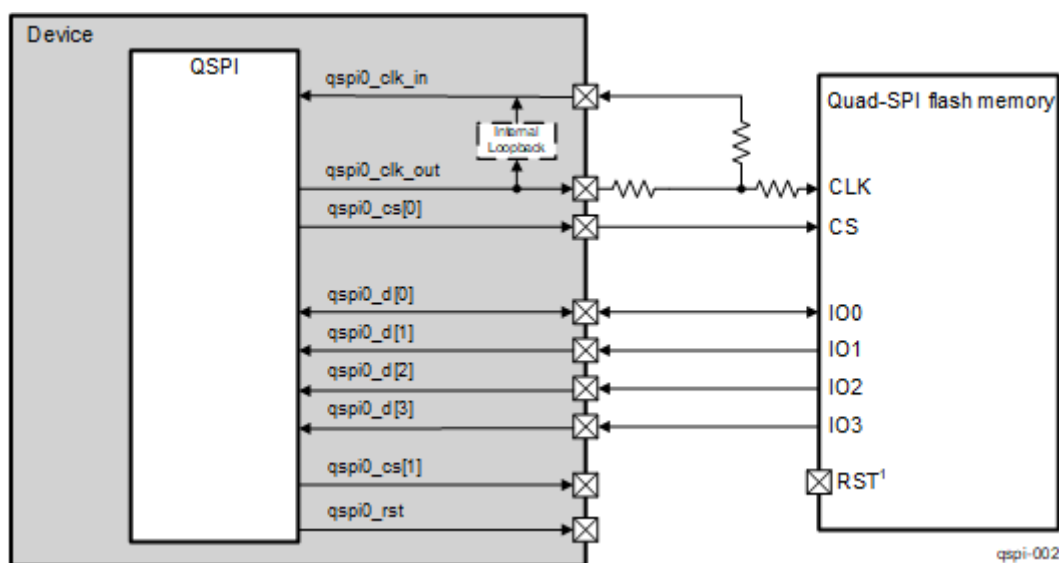 Device
QSPI
qspi0_clk_in
Quad-SPI flash memory
Internal
Loopback
qspi0_clk_out
CLK
qspi0_cs[0]
CS
qspi0_d[0]
IO0
qspi0_d[1]
IO1
qspi0_d[2]
IO2
qspi0_d[3]
IO3
qspi0_cs[1]
RST¹
qspi0_rst
qspi-002